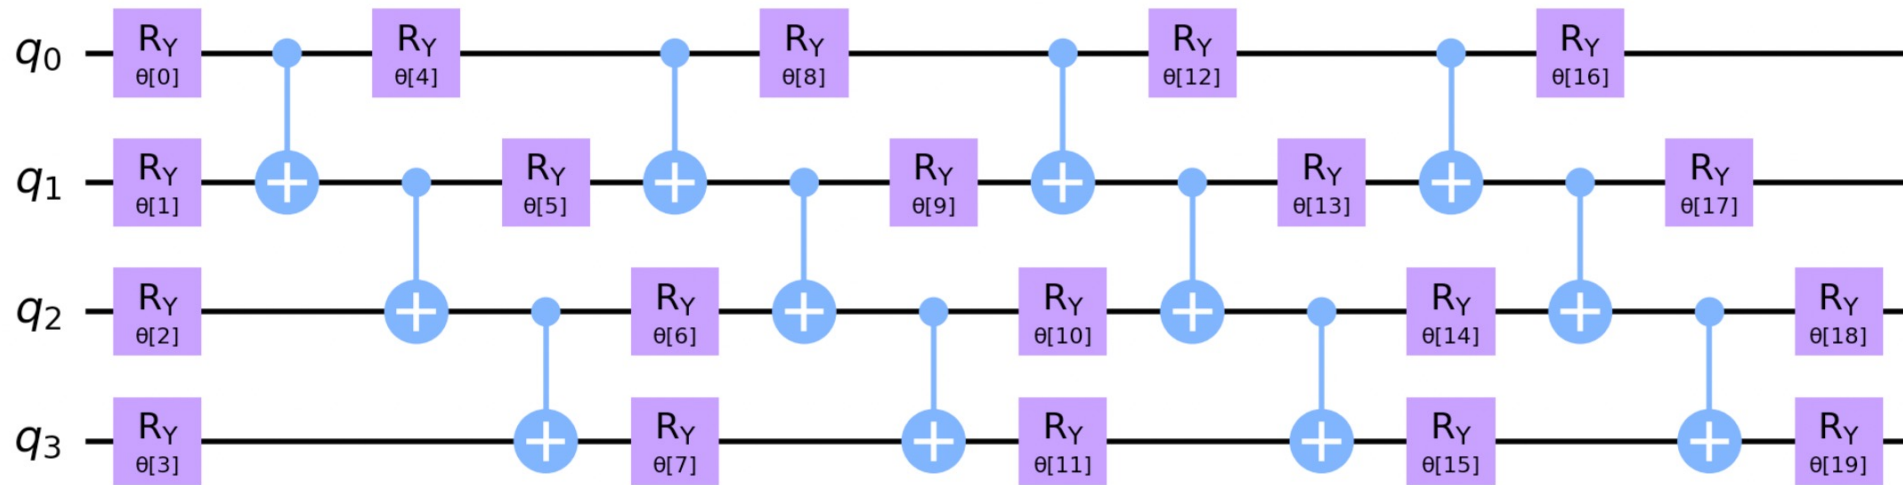 q0 RY RY RY RY RY
θ[0] θ[4] θ[8] θ[12] θ[16]
q1 RY RY RY RY RY
θ[1] θ[5] θ[9] θ[13] θ[17]
q2 RY RY RY RY RY
θ[2] θ[6] θ[10] θ[14] θ[18]
q3 RY RY RY RY RY
θ[3] θ[7] θ[11] θ[15] θ[19]